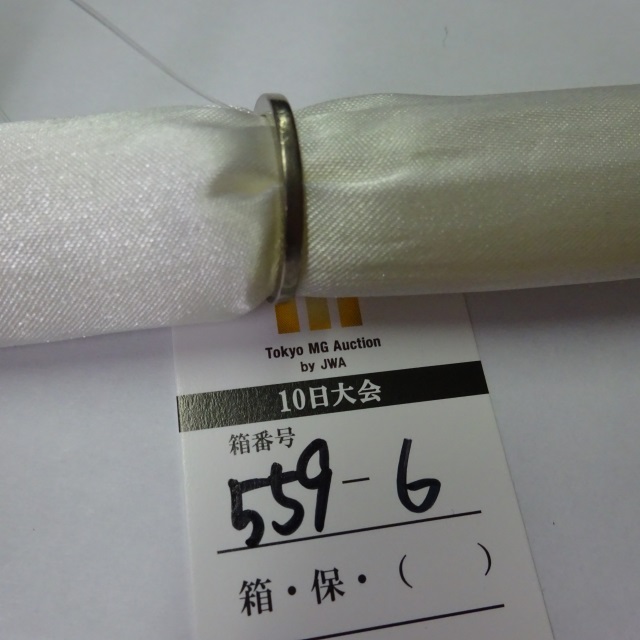 Tokyo MG Auction
by JWA
10日大会
箱番号
559-6
箱・保・(　　)